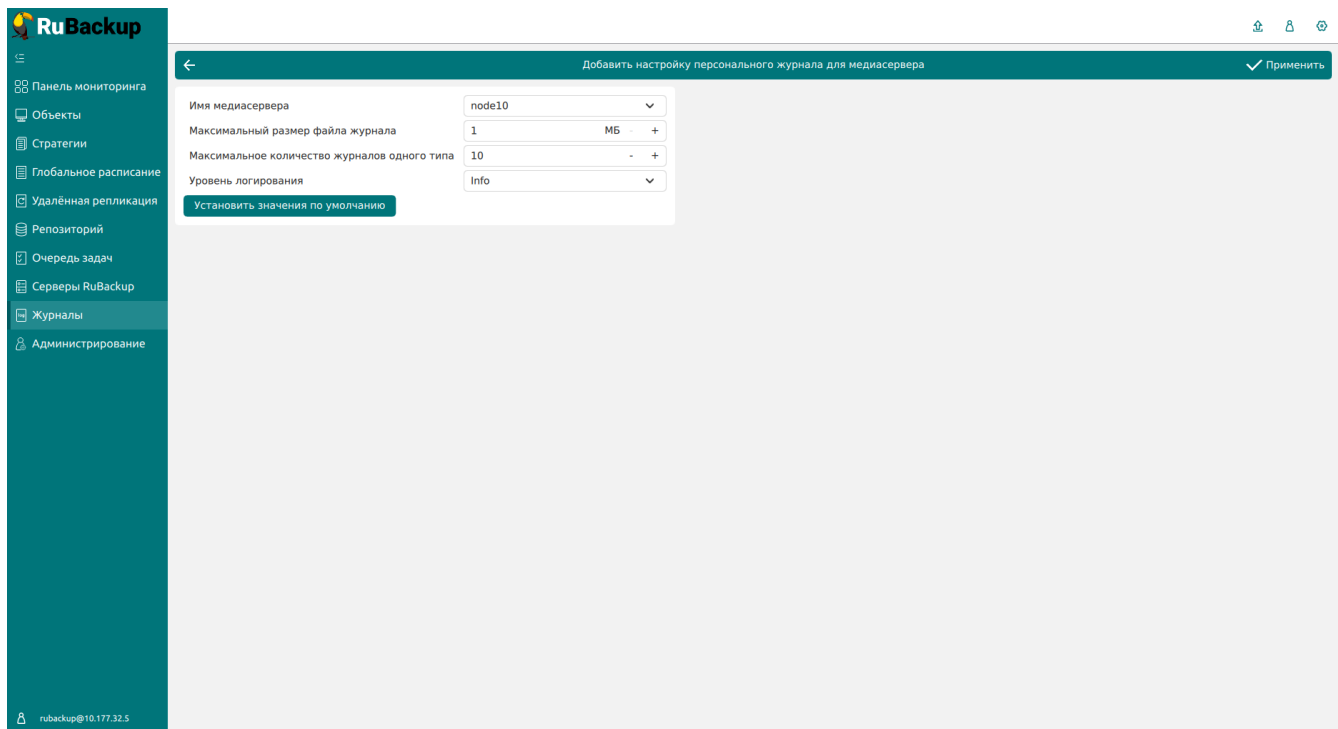 RuBackup
Добавить настройку персонального журнала для медиасервера
Применить
Панель мониторинга
Объекты
Стратегии
Глобальное расписание
Удалённая репликация
Репозиторий
Очередь задач
Серверы RuBackup
Журналы
Администрирование
rubackup@10.177.32.5
Имя медиасервера node10
Максимальный размер файла журнала 1 МБ - +
Максимальное количество журналов одного типа 10 - +
Уровень логирования Info
Установить значения по умолчанию